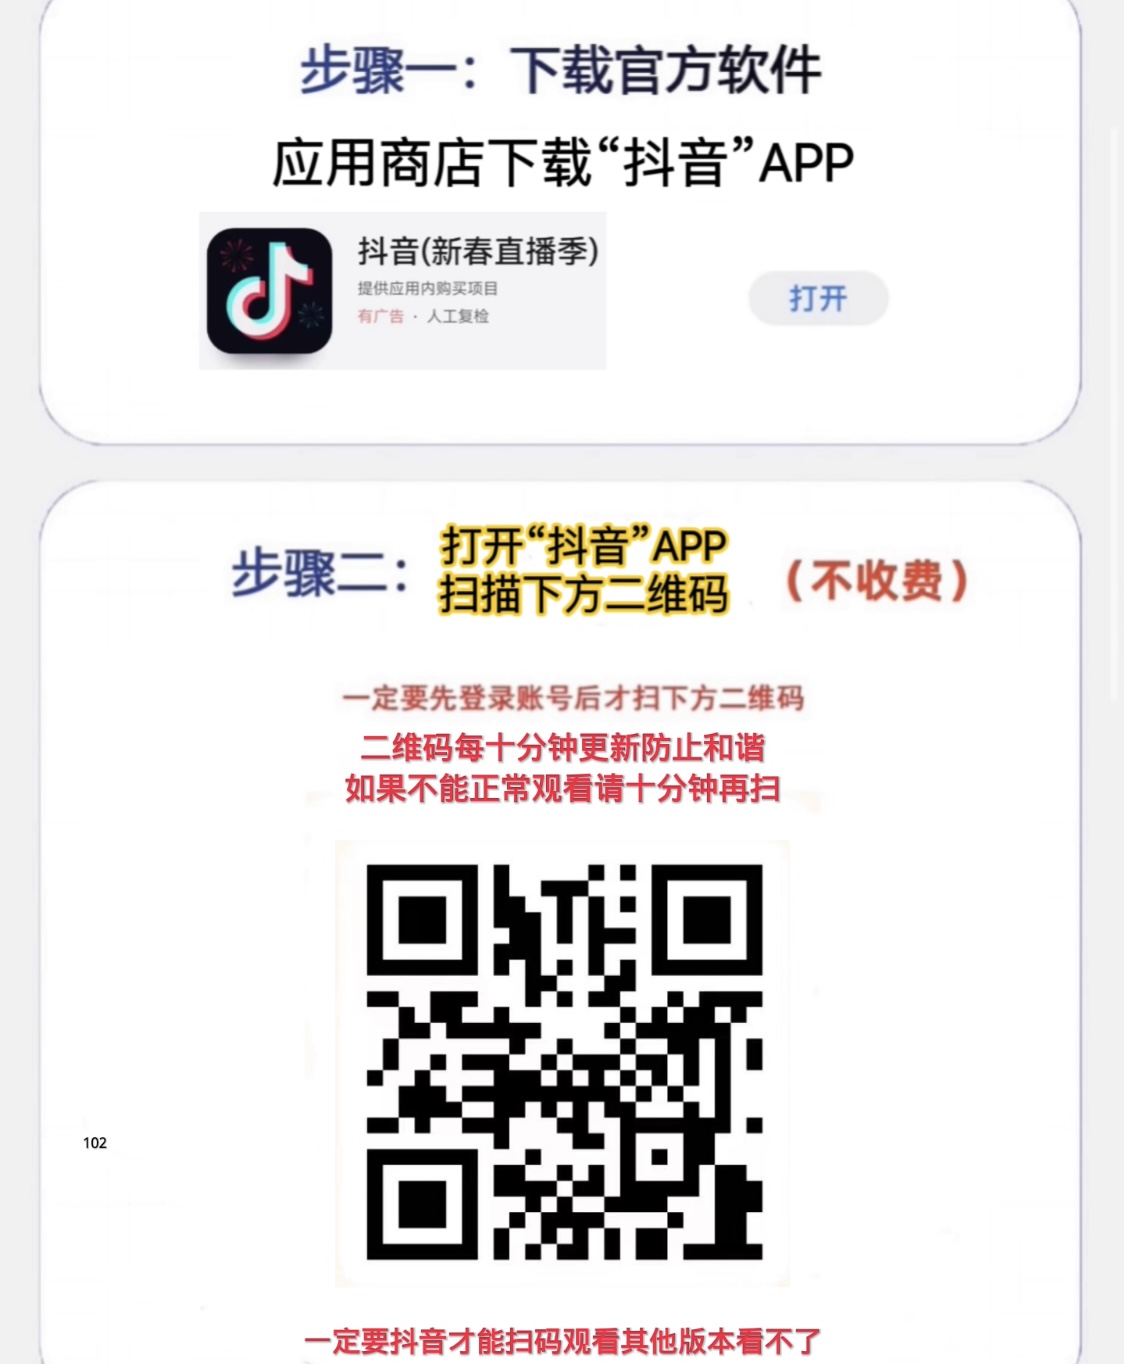 步骤一：下载官方软件
应用商店下载“抖音”APP
抖音(新春直播季)
提供应用内购买项目
有广告 · 人工复检
打开
步骤二：
打开“抖音”APP
扫描下方二维码
（不收费）
一定要先登录账号后才扫下方二维码
二维码每十分钟更新防止和谐
如果不能正常观看请十分钟再扫
102
一定要抖音才能扫码观看其他版本看不了